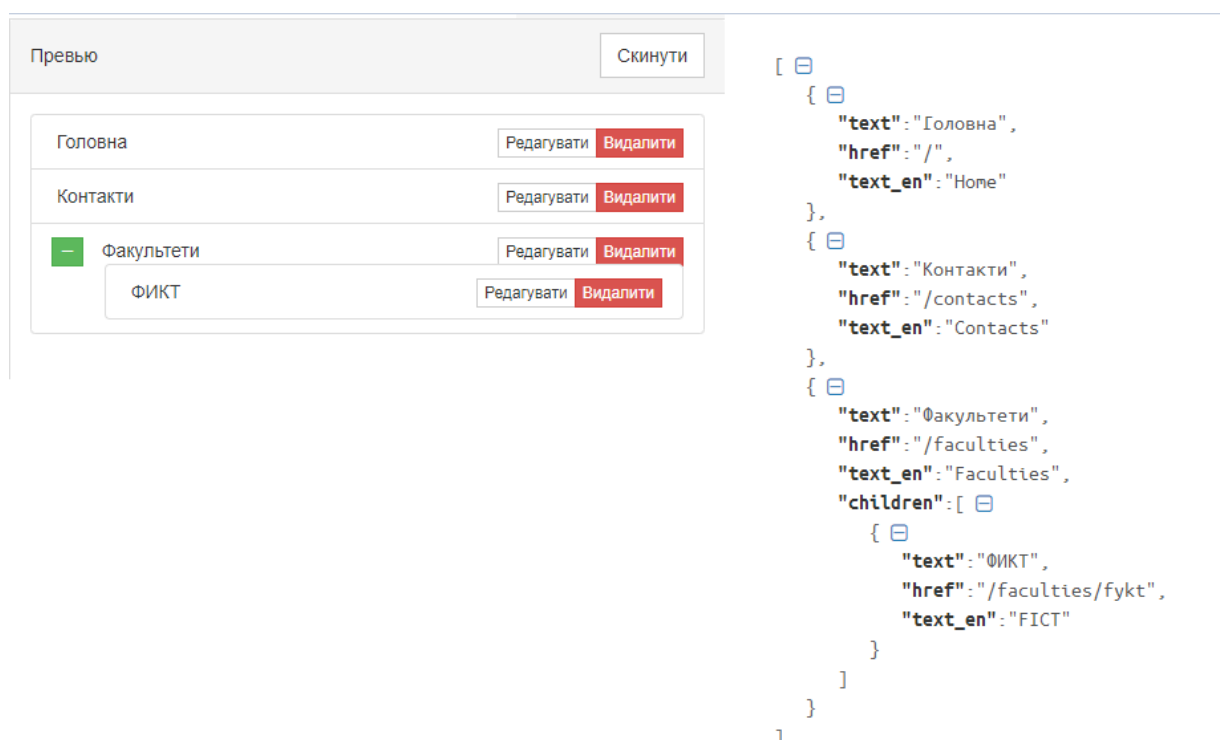 Превью
Скинути
Головна
Редагувати Видалити
Контакти
Редагувати Видалити
Факультети
Редагувати Видалити
ФИКТ
Редагувати Видалити
[
{
"text":"Головна",
"href":"/",
"text_en":"Home"
},
{
"text":"Контакти",
"href":"/contacts",
"text_en":"Contacts"
},
{
"text":"Факультети",
"href":"/faculties",
"text_en":"Faculties",
"children":[
{
"text":"ФИКТ",
"href":"/faculties/fykt",
"text_en":"FICT"
}
]
}
]